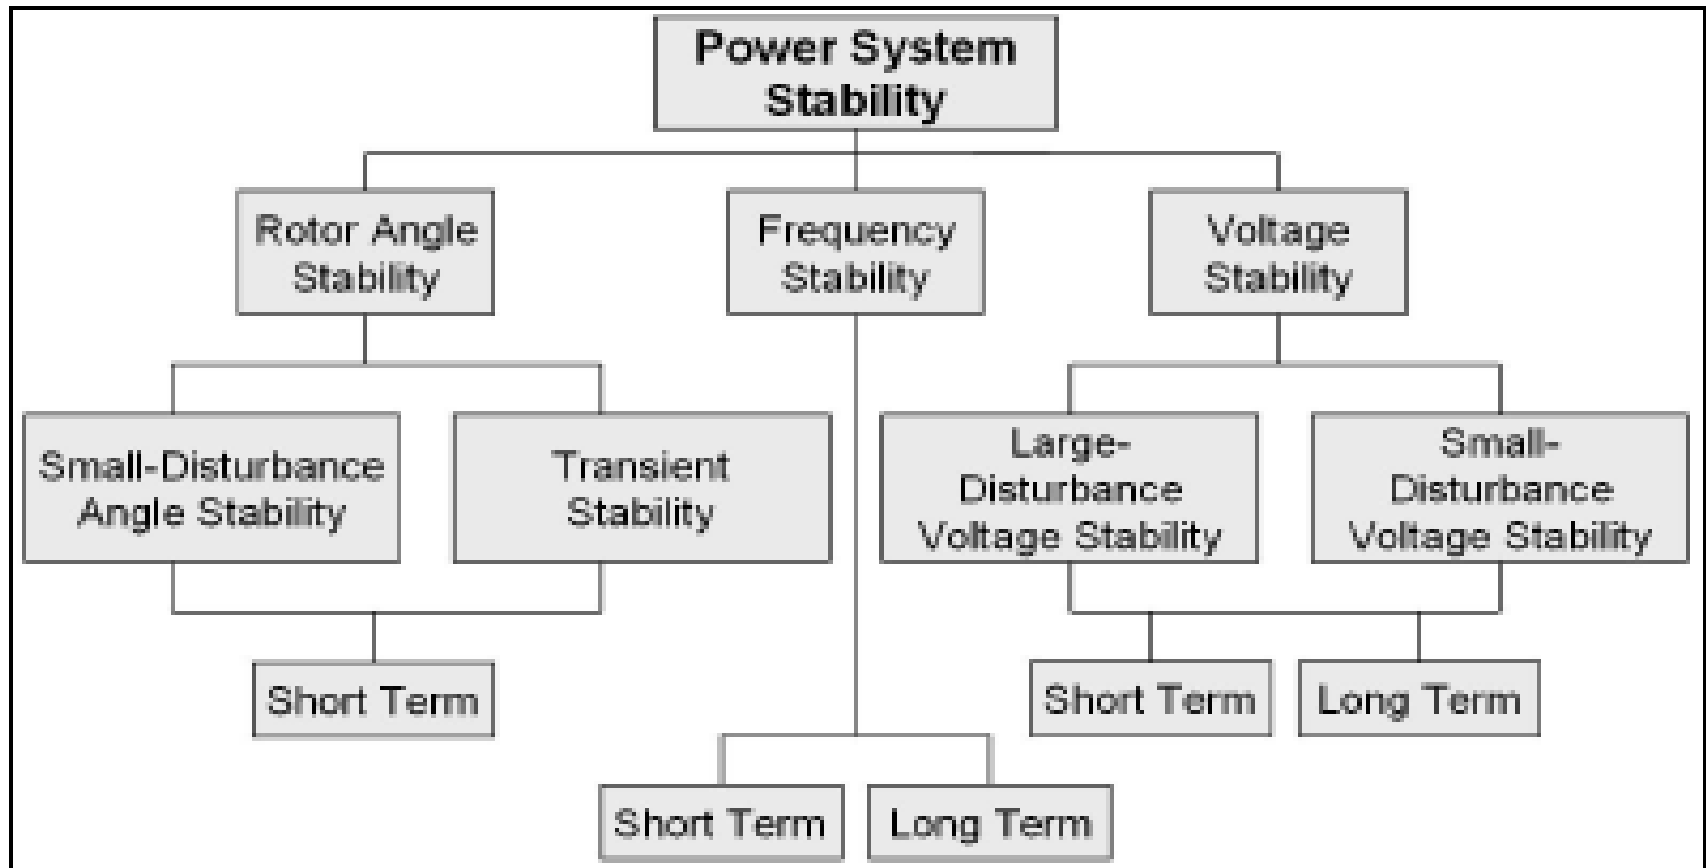 Power System
Stability
Rotor Angle
Stability
Frequency
Stability
Voltage
Stability
Small-Disturbance
Angle Stability
Transient
Stability
Large-
Disturbance
Voltage Stability
Small-
Disturbance
Voltage Stability
Short Term
Short Term
Long Term
Short Term
Long Term